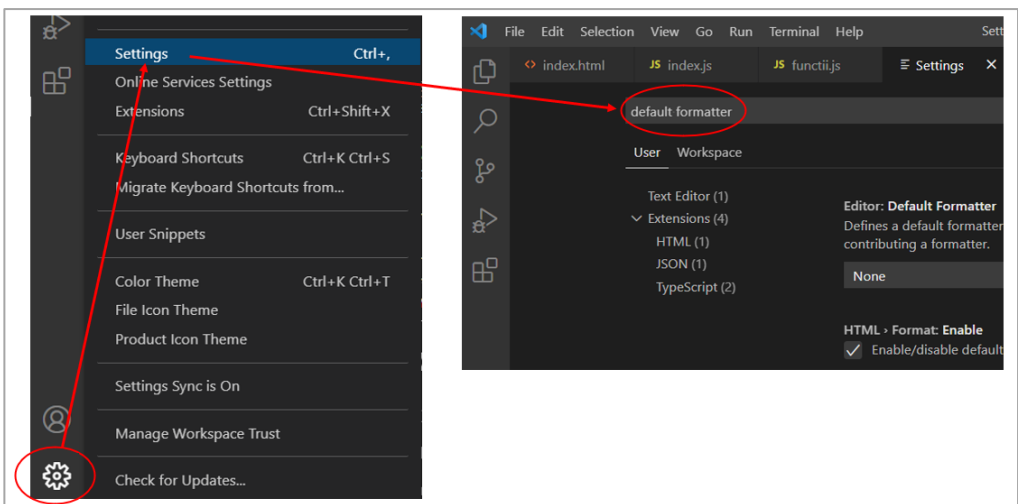 Settings Ctrl+,
Online Services Settings
Extensions Ctrl+Shift+X
Keyboard Shortcuts Ctrl+K Ctrl+S
Migrate Keyboard Shortcuts from...
User Snippets
Color Theme Ctrl+K Ctrl+T
File Icon Theme
Product Icon Theme
Settings Sync is On
Manage Workspace Trust
Check for Updates...
File Edit Selection View Go Run Terminal Help Sett
<> index.html JS index.js JS functii.js Settings
default formatter
User Workspace
Text Editor (1)
Extensions (4)
HTML (1)
JSON (1)
TypeScript (2)
Editor: Default Formatter
Defines a default formatter
contributing a formatter.
None
HTML › Format: Enable
Enable/disable default